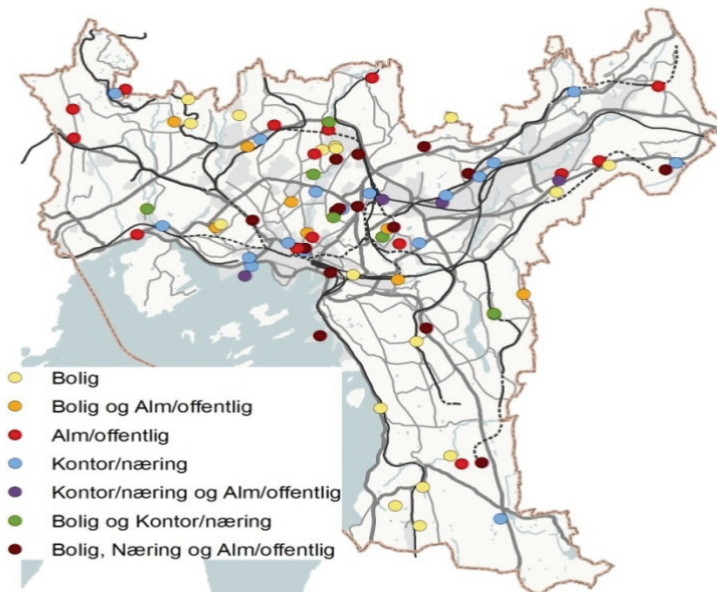 Bolig
Bolig og Alm/offentlig
Alm/offentlig
Kontor/næring
Kontor/næring og Alm/offentlig
Bolig og Kontor/næring
Bolig, Næring og Alm/offentlig